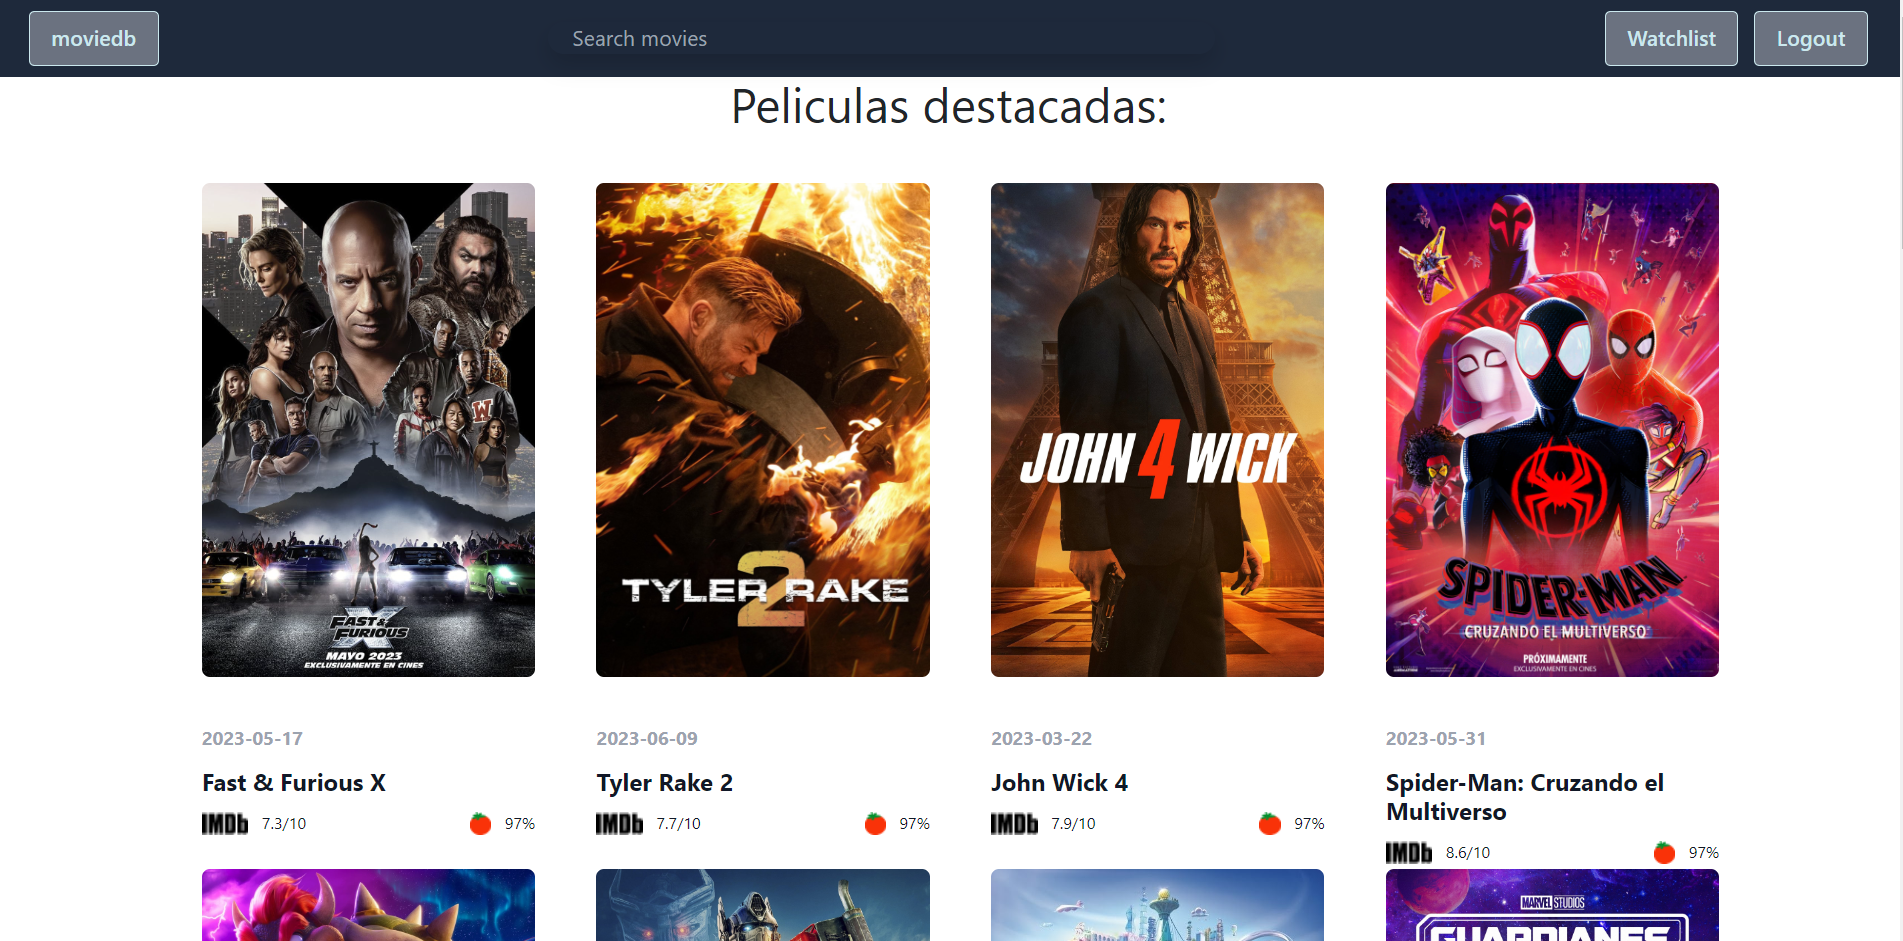 moviedb
Search movies
Watchlist
Logout
Peliculas destacadas:
FAST &
FURIOUS
X
MAYO 2023
EXCLUSIVAMENTE EN CINES
W
TYLER 2 RAKE
JOHN 4 WICK
SPIDER-MAN
CRUZANDO EL MULTIVERSO
PRÓXIMAMENTE
EXCLUSIVAMENTE EN CINES
2023-05-17
Fast & Furious X
IMDb 7.3/10 97%
2023-06-09
Tyler Rake 2
IMDb 7.7/10 97%
2023-03-22
John Wick 4
IMDb 7.9/10 97%
2023-05-31
Spider-Man: Cruzando el
Multiverso
IMDb 8.6/10 97%
MARVEL STUDIOS
GUARDIANES